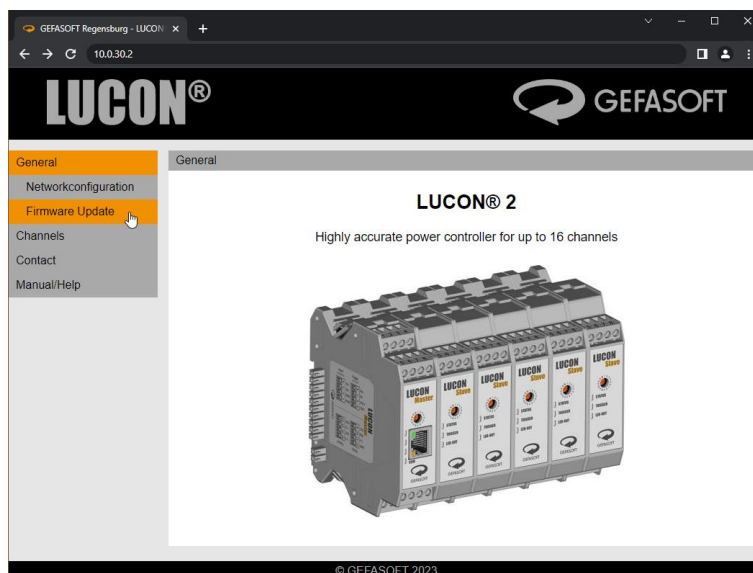 GEFASOFT Regensburg - LUCON
10.0.30.2
LUCON®
GEFASOFT
General
Networkconfiguration
Firmware Update
Channels
Contact
Manual/Help
General
LUCON® 2
Highly accurate power controller for up to 16 channels
LUCON
Master
LUCON
Slave
LUCON
Slave
LUCON
Slave
LUCON
Slave
LUCON
Slave
© GEFASOFT 2023